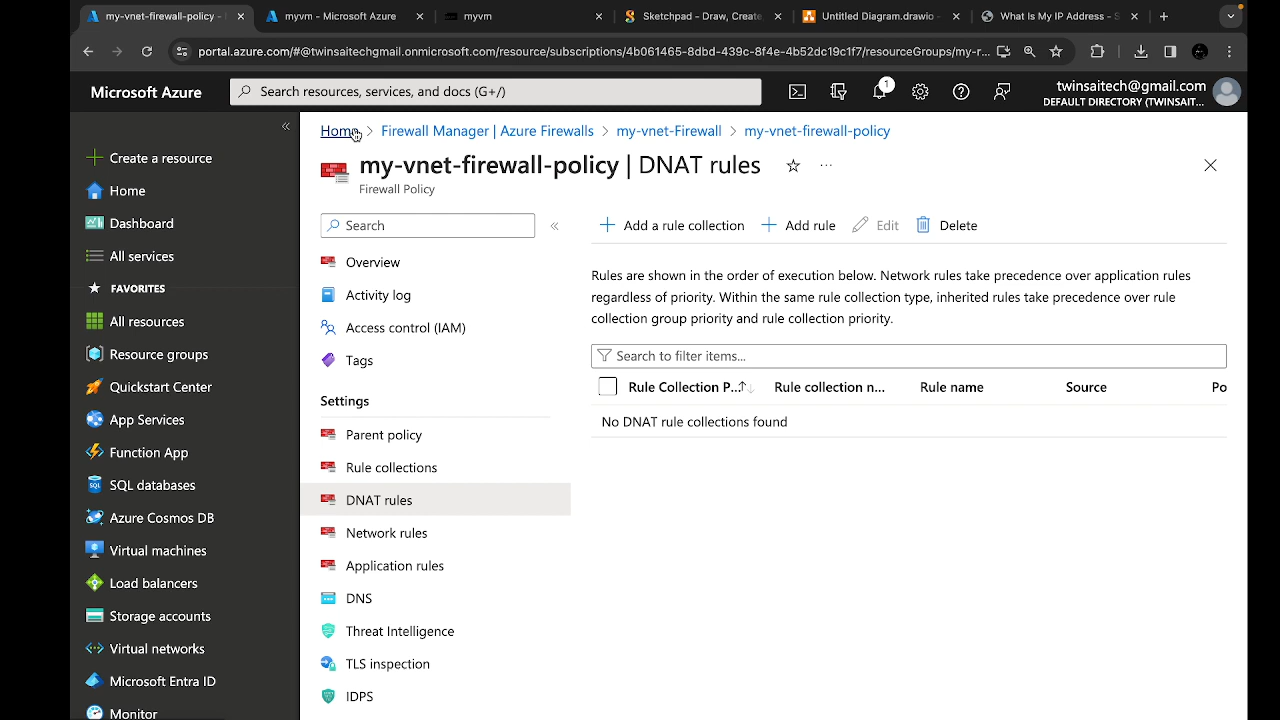 my-vnet-firewall-policy -
myvm - Microsoft Azure
myvm
Sketchpad - Draw, Create
Untitled Diagram.drawio
What Is My IP Address - S
portal.azure.com/#@twinsaitechgmail.onmicrosoft.com/resource/subscriptions/4b061465-8dbd-439c-8f4e-4b52dc19c1f7/resourceGroups/my-r...
Microsoft Azure
Search resources, services, and docs (G+/)
1
twinsaitech@gmail.com
DEFAULT DIRECTORY (TWINSAIT...
Create a resource
Home
Dashboard
All services
FAVORITES
All resources
Resource groups
Quickstart Center
App Services
Function App
SQL databases
Azure Cosmos DB
Virtual machines
Load balancers
Storage accounts
Virtual networks
Microsoft Entra ID
Monitor
Home > Firewall Manager | Azure Firewalls > my-vnet-Firewall > my-vnet-firewall-policy
my-vnet-firewall-policy | DNAT rules
Firewall Policy
Search
Overview
Activity log
Access control (IAM)
Tags
Settings
Parent policy
Rule collections
DNAT rules
Network rules
Application rules
DNS
Threat Intelligence
TLS inspection
IDPS
Add a rule collection
Add rule
Edit
Delete
Rules are shown in the order of execution below. Network rules take precedence over application rules
regardless of priority. Within the same rule collection type, inherited rules take precedence over rule
collection group priority and rule collection priority.
Search to filter items...
Rule Collection P... Rule collection n... Rule name Source Po
No DNAT rule collections found